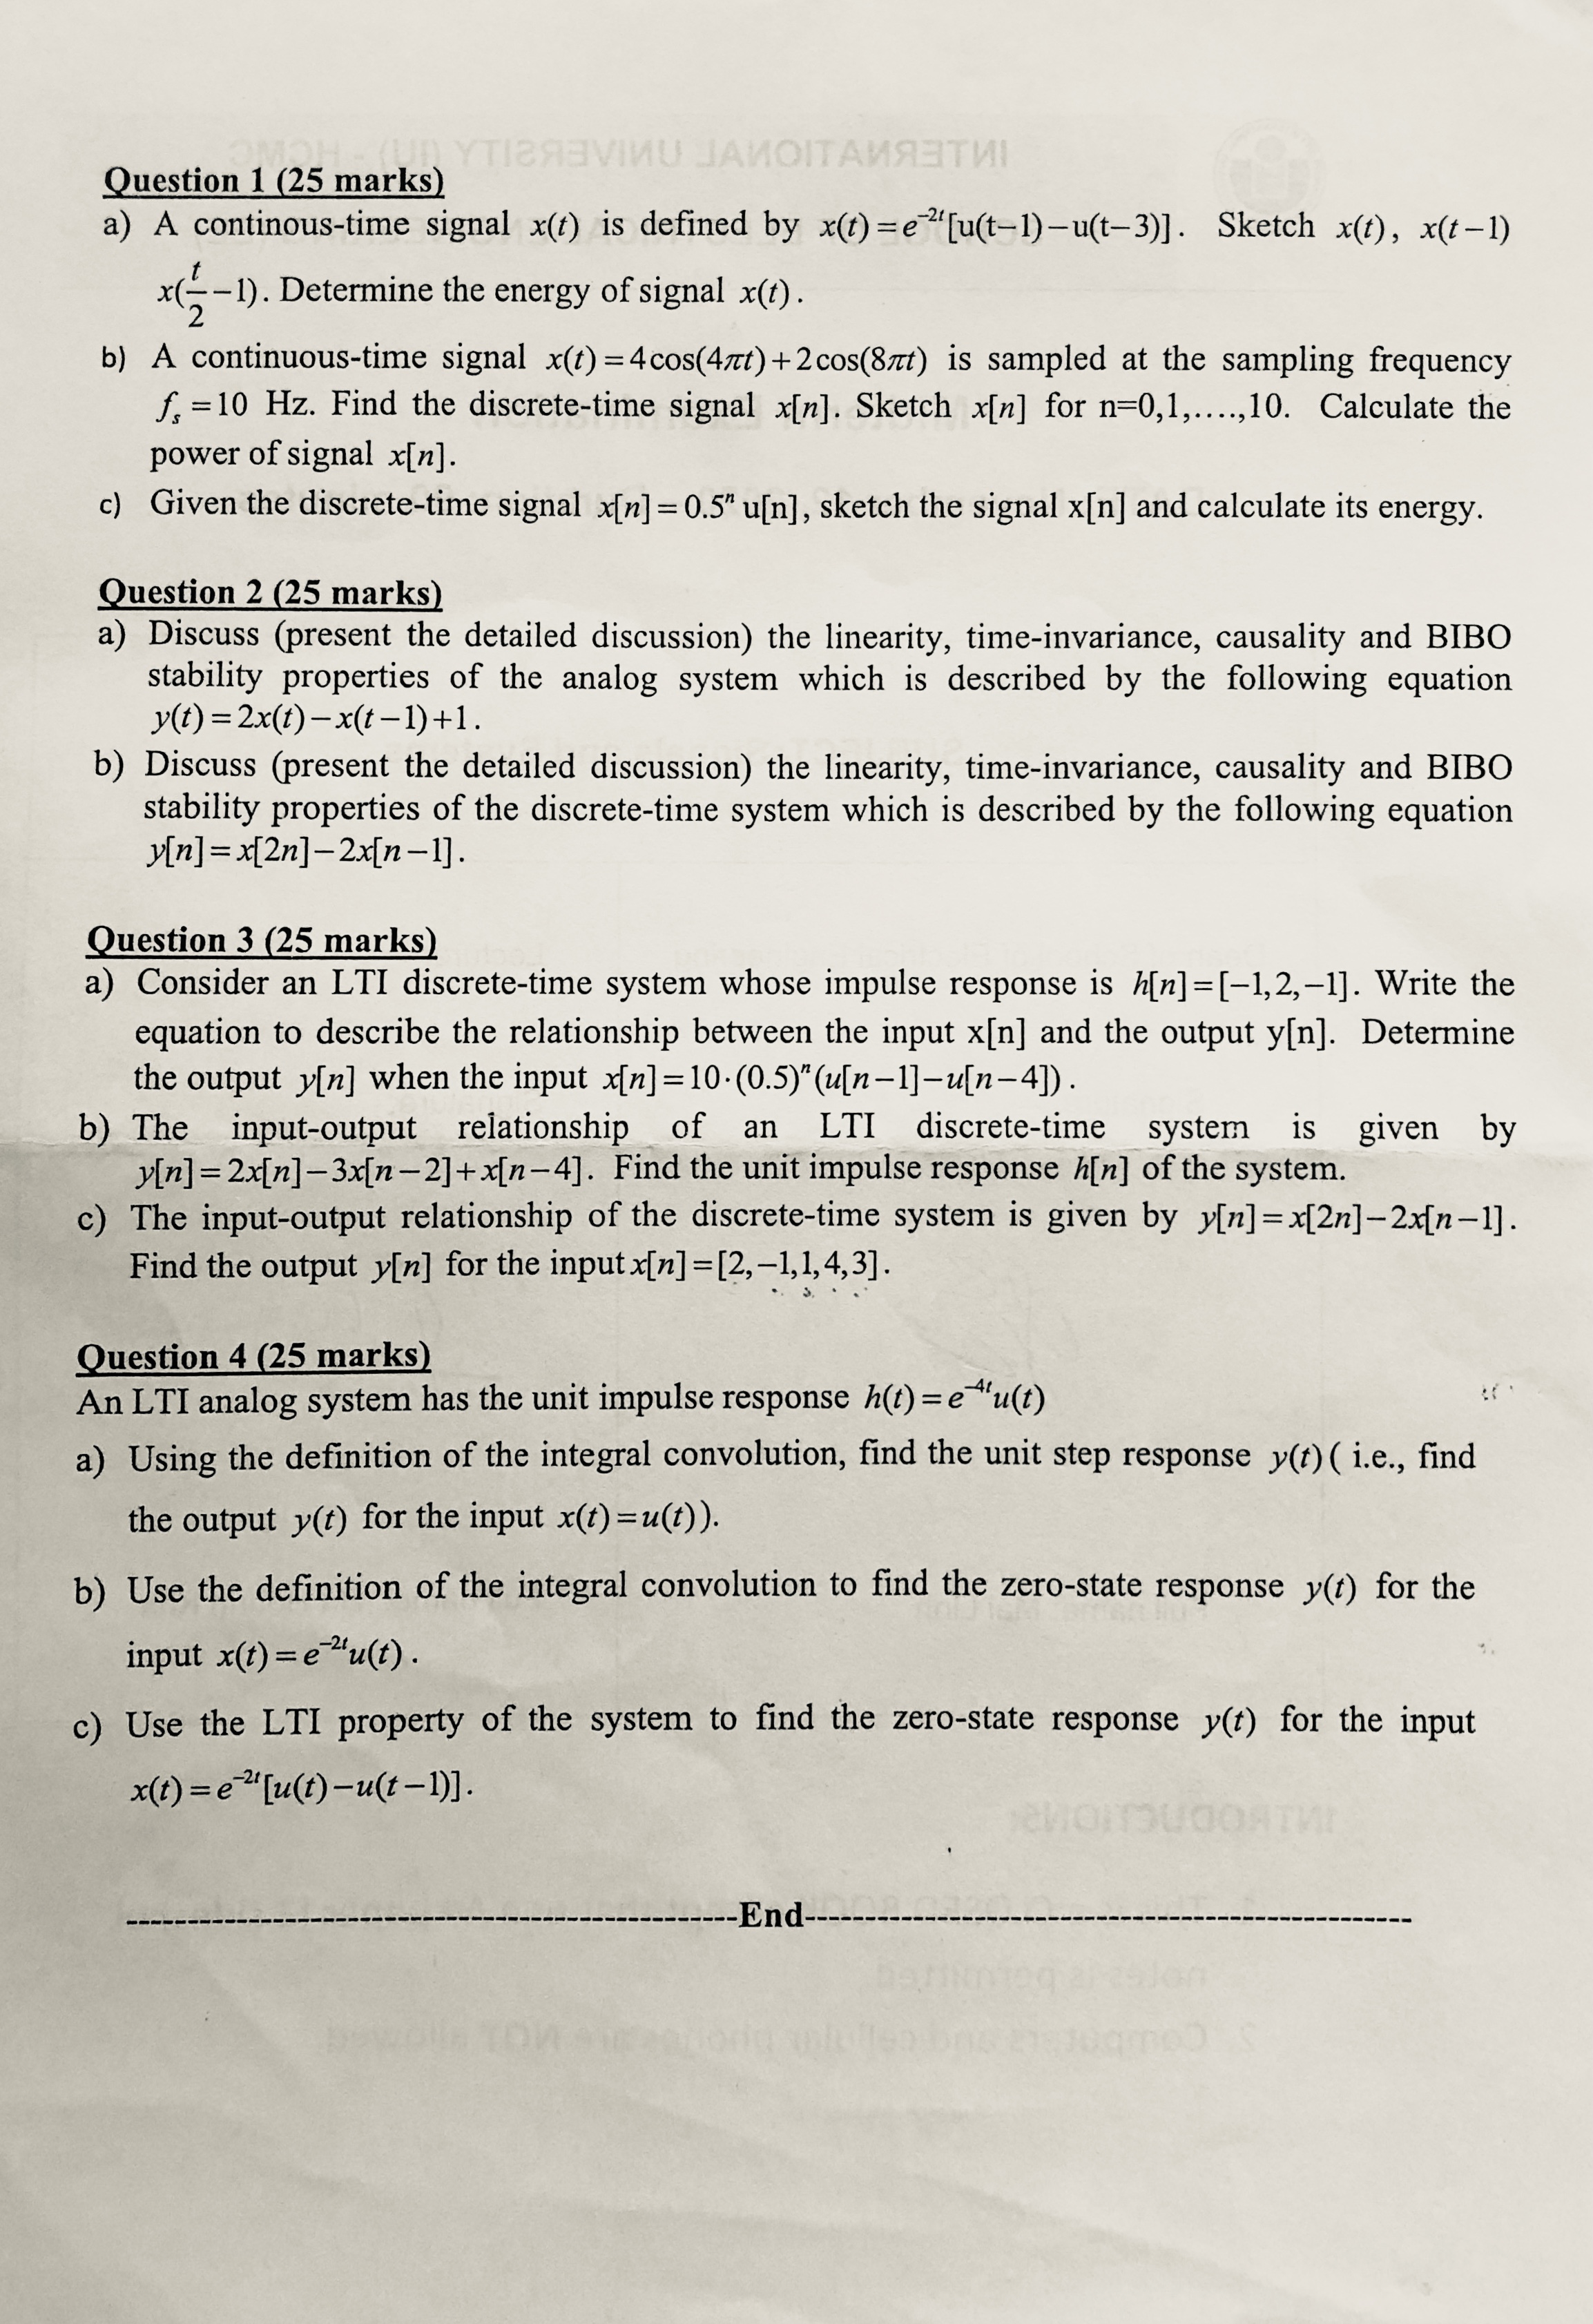 Question 1 (25 marks)
a) A continous-time signal x(t) is defined by x(t)=e^{-2t}[u(t−1)−u(t−3)]. Sketch x(t), x(t−1)
x(t/2−1). Determine the energy of signal x(t).
b) A continuous-time signal x(t)=4cos(4πt)+2cos(8πt) is sampled at the sampling frequency
f_s=10 Hz. Find the discrete-time signal x[n]. Sketch x[n] for n=0,1,….,10. Calculate the
power of signal x[n].
c) Given the discrete-time signal x[n]=0.5^n u[n], sketch the signal x[n] and calculate its energy.
Question 2 (25 marks)
a) Discuss (present the detailed discussion) the linearity, time-invariance, causality and BIBO
stability properties of the analog system which is described by the following equation
y(t)=2x(t)−x(t−1)+1.
b) Discuss (present the detailed discussion) the linearity, time-invariance, causality and BIBO
stability properties of the discrete-time system which is described by the following equation
y[n]=x[2n]−2x[n−1].
Question 3 (25 marks)
a) Consider an LTI discrete-time system whose impulse response is h[n]=[−1,2,−1]. Write the
equation to describe the relationship between the input x[n] and the output y[n]. Determine
the output y[n] when the input x[n]=10·(0.5)^n(u[n−1]−u[n−4]).
b) The input-output relationship of an LTI discrete-time system is given by
y[n]=2x[n]−3x[n−2]+x[n−4]. Find the unit impulse response h[n] of the system.
c) The input-output relationship of the discrete-time system is given by y[n]=x[2n]−2x[n−1].
Find the output y[n] for the input x[n]=[2,−1,1,4,3].
Question 4 (25 marks)
An LTI analog system has the unit impulse response h(t)=e^{-4t}u(t)
a) Using the definition of the integral convolution, find the unit step response y(t)( i.e., find
the output y(t) for the input x(t)=u(t)).
b) Use the definition of the integral convolution to find the zero-state response y(t) for the
input x(t)=e^{-2t}u(t).
c) Use the LTI property of the system to find the zero-state response y(t) for the input
x(t)=e^{-2t}[u(t)−u(t−1)].
--------------------------------------------------End--------------------------------------------------